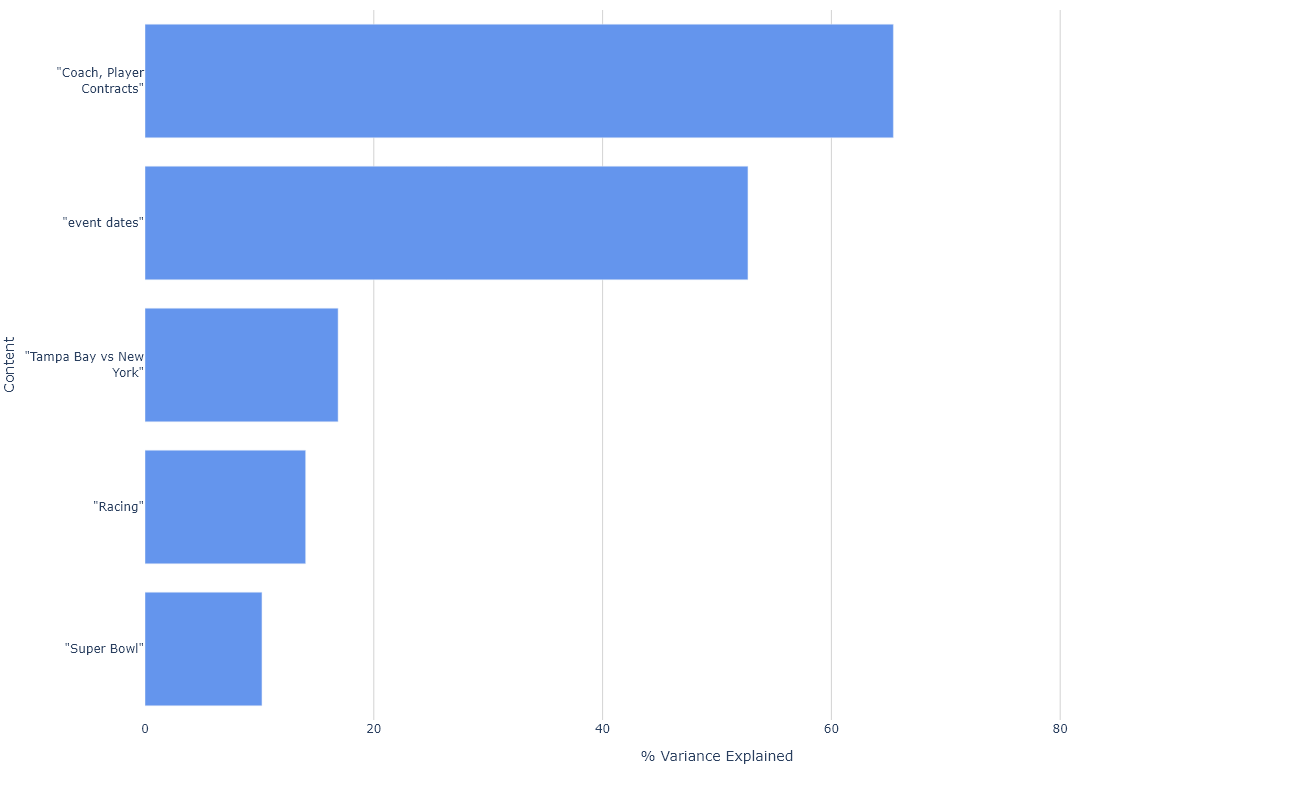 "Coach, Player
Contracts"
"event dates"
"Tampa Bay vs New
York"
"Racing"
"Super Bowl"
Content
0
20
40
60
80
% Variance Explained